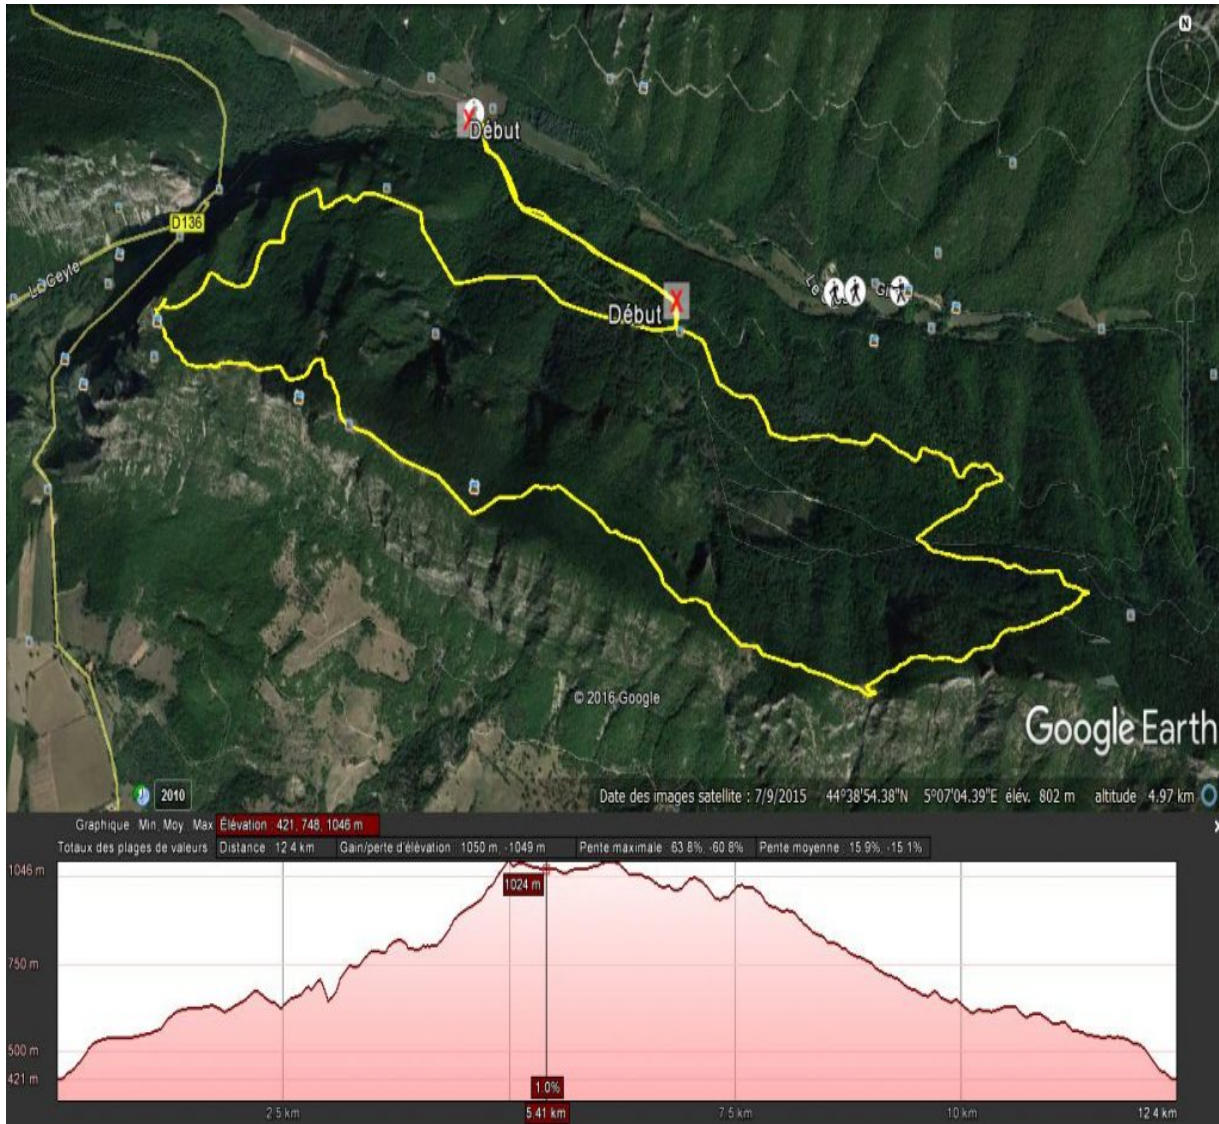 N
Début
D136
La Ceyte
Début
Le
Gr
© 2016 Google
Google Earth
2010
Date des images satellite : 7/9/2015 44°38'54.38"N 5°07'04.39"E élév. 802 m altitude 4.97 km
Graphique Min, Moy, Max Élévation : 421, 748, 1046 m
Totaux des plages de valeurs Distance : 12.4 km Gain/perte d'élévation : 1050 m, -1049 m Pente maximale : 63.8%, -60.8% Pente moyenne : 15.9%, -15.1%
1046 m
1024 m
750 m
500 m
421 m
1.0%
2.5 km 5.41 km 7.5 km 10 km 12.4 km